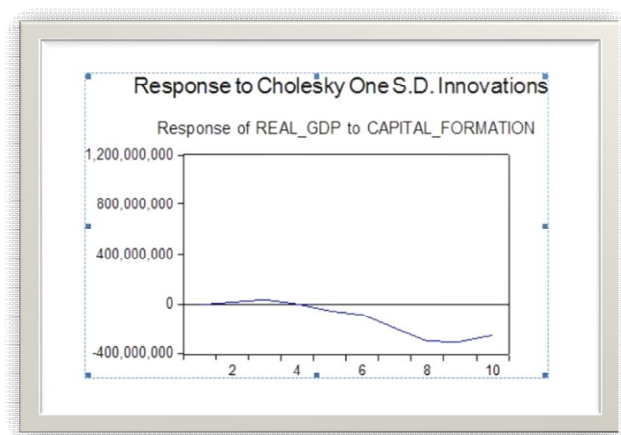 Response to Cholesky One S.D. Innovations
Response of REAL_GDP to CAPITAL_FORMATION
1,200,000,000
800,000,000
400,000,000
0
-400,000,000
2 4 6 8 10